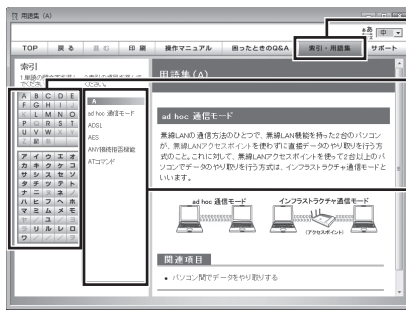 用語集 (A)
あ あ 中
TOP 戻る 進む 印刷 操作マニュアル 困ったときのQ&A 索引・用語集 サポート
索引
A B C D E
F G H I J
K L M N O
P Q R S T
U V W X Y
Z 数 記
ア イ ウ エ オ
カ キ ク ケ コ
サ シ ス セ ソ
タ チ ツ テ ト
ナ ニ ヌ ネ ノ
ハ ヒ フ ヘ ホ
マ ミ ム メ モ
ヤ ユ ヨ
ラ リ ル レ ロ
ワ
A
ad hoc 通信モード
ADSL
AES
ANY接続拒否機能
ATコマンド
用語集(A)
ad hoc 通信モード
無線LANの通信方法のひとつで、無線LAN機能を持った2台のパソコン
が、無線LANアクセスポイントを使わずに直接データのやり取りを行う方
式のこと。これに対して、無線LANアクセスポイントを使って2台以上のパ
ソコンでデータのやり取りを行う方式は、インフラストラクチャ通信モードと
いいます。
ad hoc 通信モード インフラストラクチャ通信モード
(アクセスポイント)
関連項目
• パソコン間でデータをやり取りする